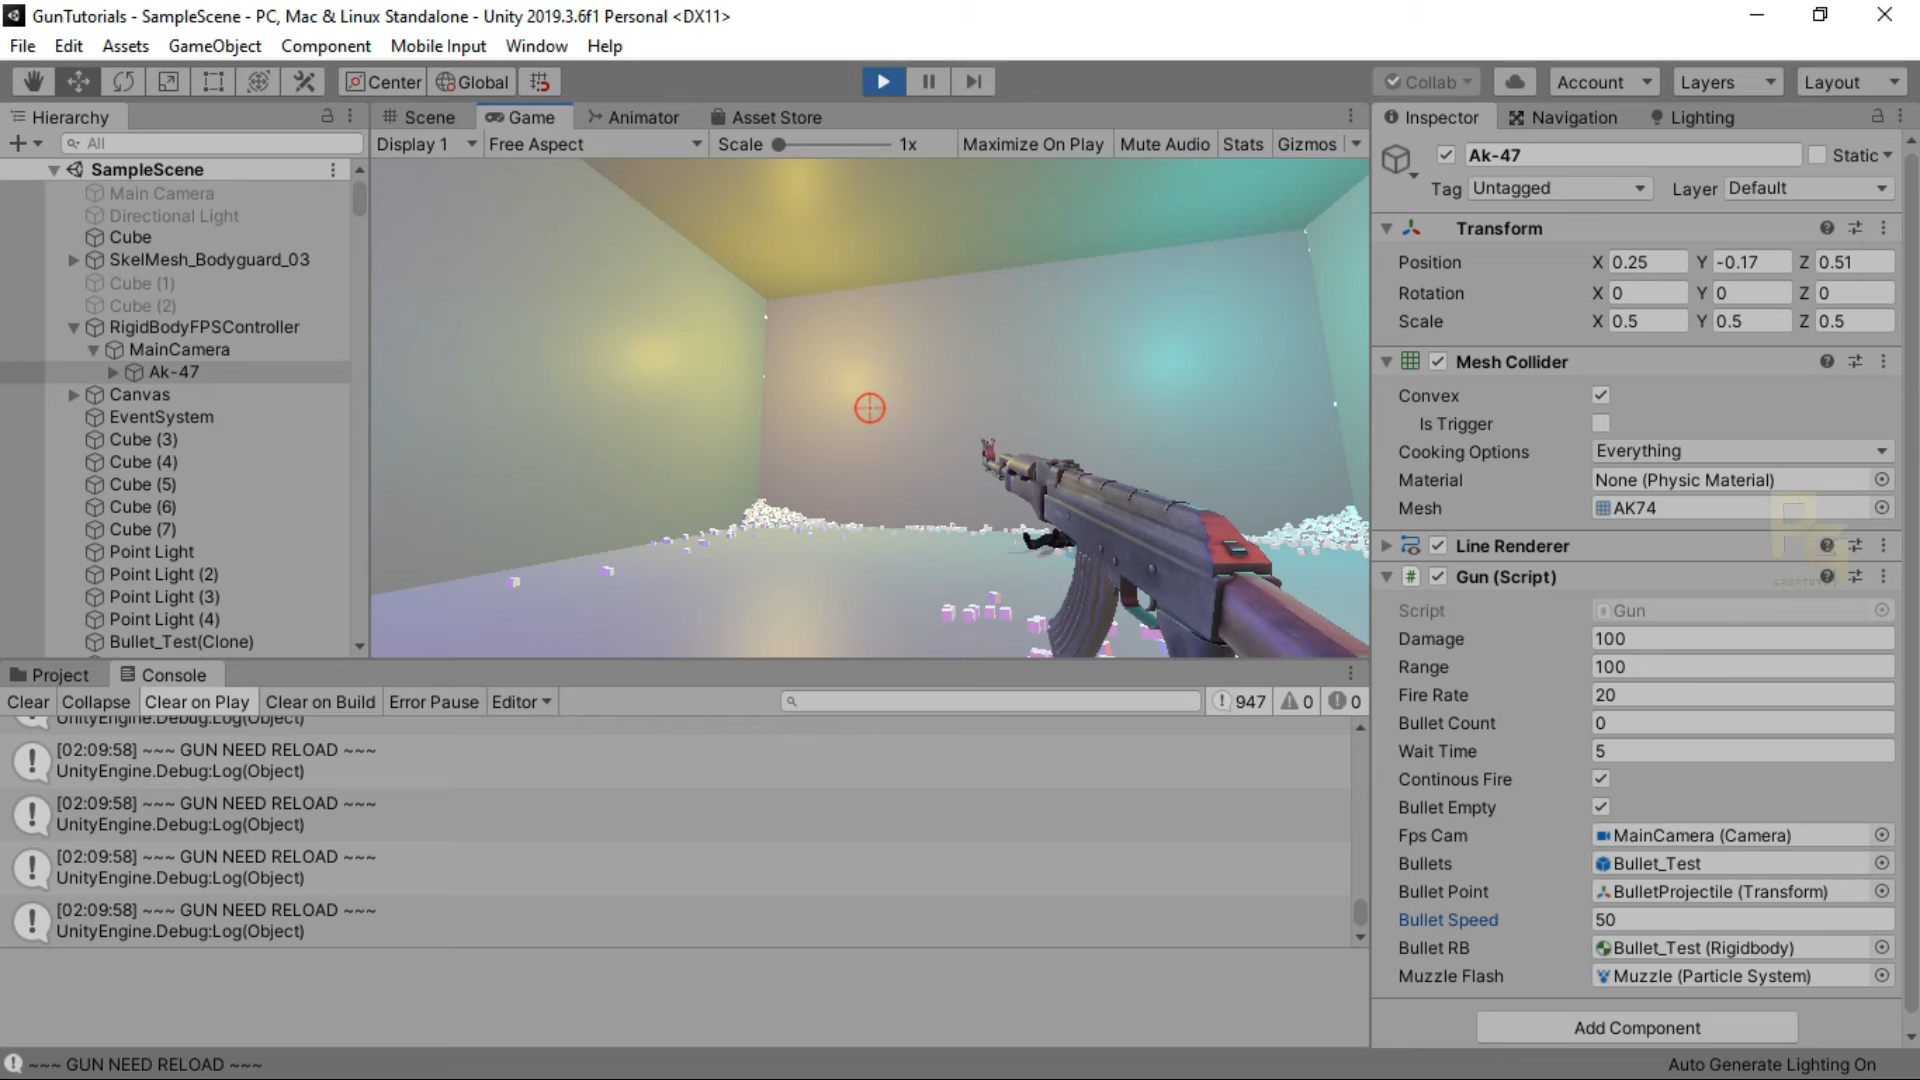 GunTutorials - SampleScene - PC, Mac & Linux Standalone - Unity 2019.3.6f1 Personal <DX11>
File Edit Assets GameObject Component Mobile Input Window Help
Center Global Collab Account Layers Layout
Hierarchy
All
SampleScene
Main Camera
Directional Light
Cube
SkelMesh_Bodyguard_03
Cube (1)
Cube (2)
RigidBodyFPSController
MainCamera
Ak-47
Canvas
EventSystem
Cube (3)
Cube (4)
Cube (5)
Cube (6)
Cube (7)
Point Light
Point Light (2)
Point Light (3)
Point Light (4)
Bullet_Test(Clone)
Scene Game Animator Asset Store
Display 1 Free Aspect Scale 1x Maximize On Play Mute Audio Stats Gizmos
Project Console
Clear Collapse Clear on Play Clear on Build Error Pause Editor 947 0 0
UnityEngine.Debug:Log(Object)
[02:09:58] ~~~ GUN NEED RELOAD ~~~
UnityEngine.Debug:Log(Object)
[02:09:58] ~~~ GUN NEED RELOAD ~~~
UnityEngine.Debug:Log(Object)
[02:09:58] ~~~ GUN NEED RELOAD ~~~
UnityEngine.Debug:Log(Object)
[02:09:58] ~~~ GUN NEED RELOAD ~~~
UnityEngine.Debug:Log(Object)
~~~ GUN NEED RELOAD ~~~
Inspector Navigation Lighting
Ak-47 Static
Tag Untagged Layer Default
Transform
Position X 0.25 Y -0.17 Z 0.51
Rotation X 0 Y 0 Z 0
Scale X 0.5 Y 0.5 Z 0.5
Mesh Collider
Convex
Is Trigger
Cooking Options Everything
Material None (Physic Material)
Mesh AK74
Line Renderer
Gun (Script)
Script Gun
Damage 100
Range 100
Fire Rate 20
Bullet Count 0
Wait Time 5
Continous Fire
Bullet Empty
Fps Cam MainCamera (Camera)
Bullets Bullet_Test
Bullet Point BulletProjectile (Transform)
Bullet Speed 50
Bullet RB Bullet_Test (Rigidbody)
Muzzle Flash Muzzle (Particle System)
Add Component
Auto Generate Lighting On